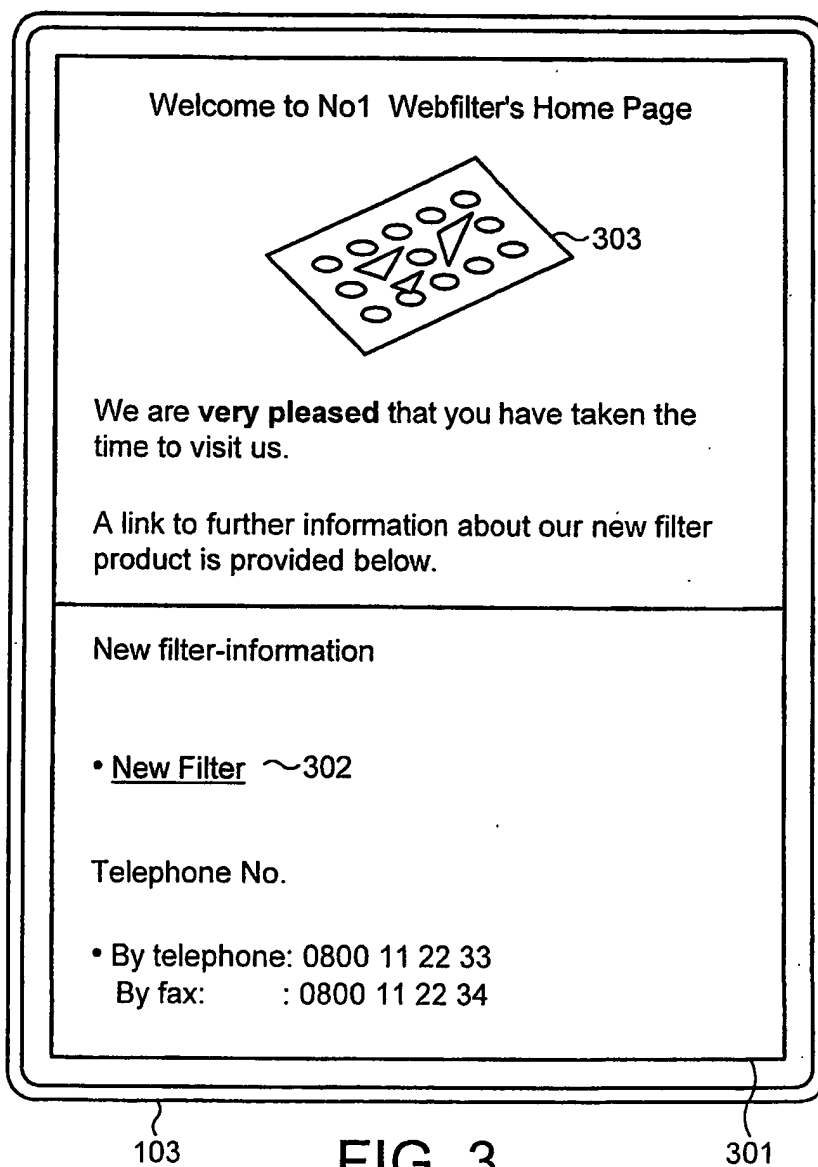 Welcome to No1 Webfilter's Home Page
303
We are very pleased that you have taken the
time to visit us.
A link to further information about our new filter
product is provided below.
New filter-information
• New Filter 302
Telephone No.
• By telephone: 0800 11 22 33
By fax: : 0800 11 22 34
103
301
FIG. 3